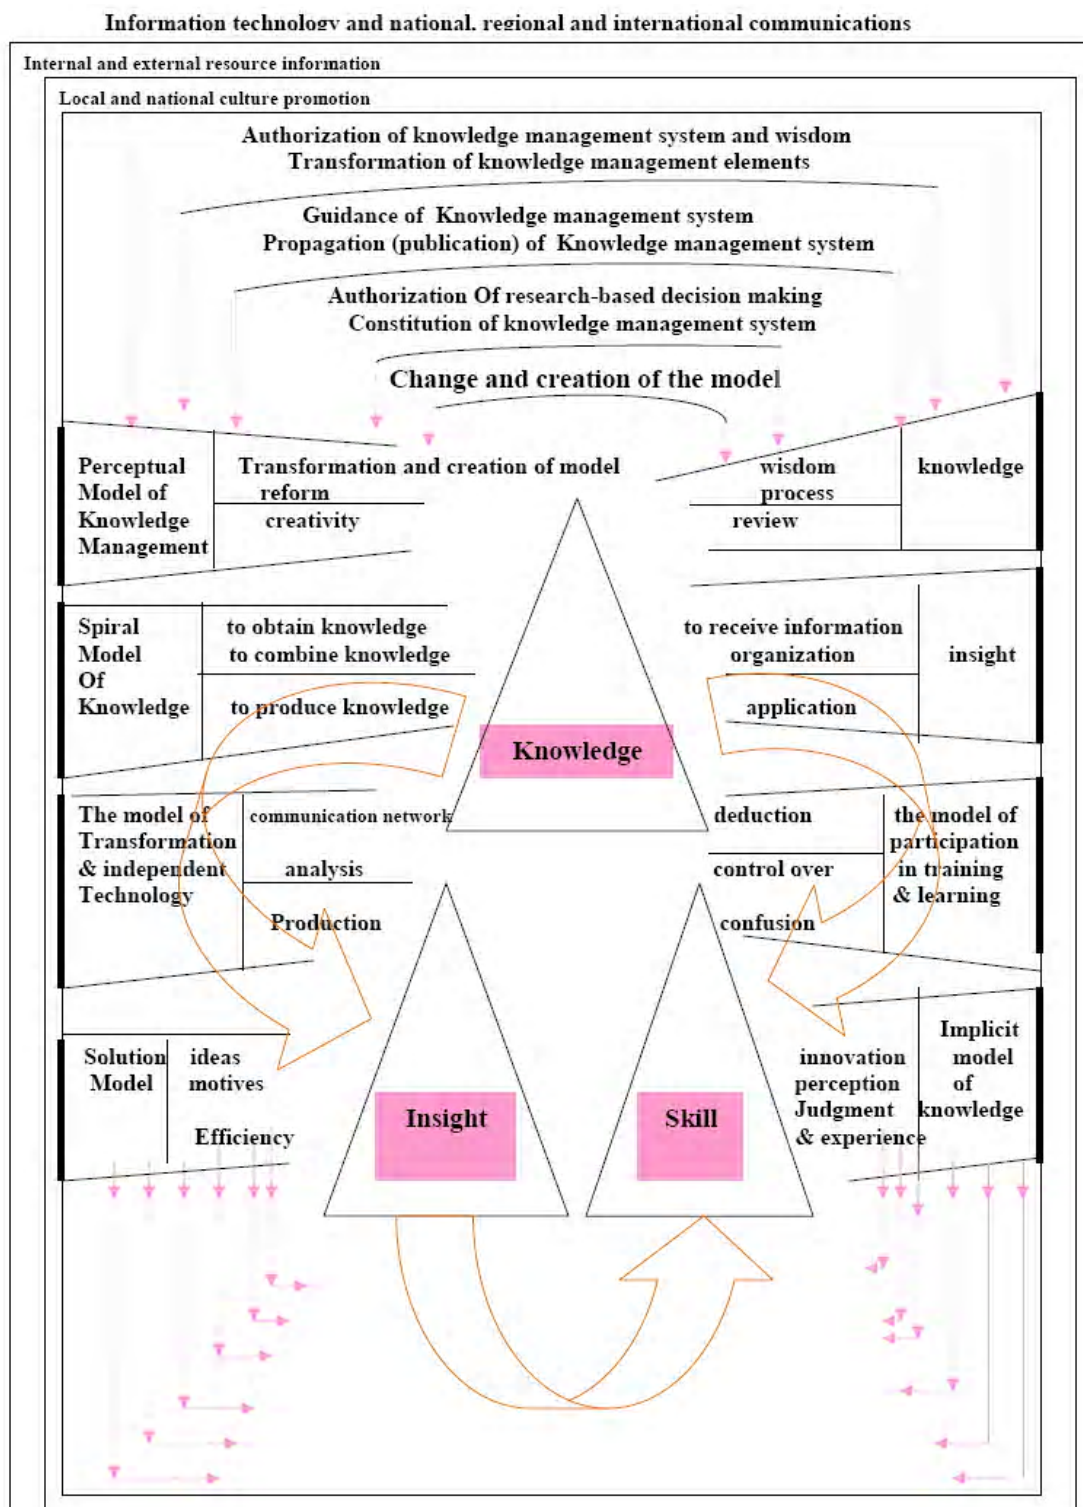 Information technology and national, regional and international communications
Internal and external resource information
Local and national culture promotion
Authorization of knowledge management system and wisdom
Transformation of knowledge management elements
Guidance of Knowledge management system
Propagation (publication) of Knowledge management system
Authorization Of research-based decision making
Constitution of knowledge management system
Change and creation of the model
Perceptual
Model of
Knowledge
Management
Transformation and creation of model
reform
creativity
wisdom
process
review
knowledge
Spiral
Model
Of
Knowledge
to obtain knowledge
to combine knowledge
to produce knowledge
to receive information
organization
application
insight
Knowledge
The model of
Transformation
& independent
Technology
communication network
analysis
Production
deduction
control over
confusion
the model of
participation
in training
& learning
Solution
Model
ideas
motives
Efficiency
Insight
Skill
innovation
perception
Judgment
& experience
Implicit
model
of
knowledge